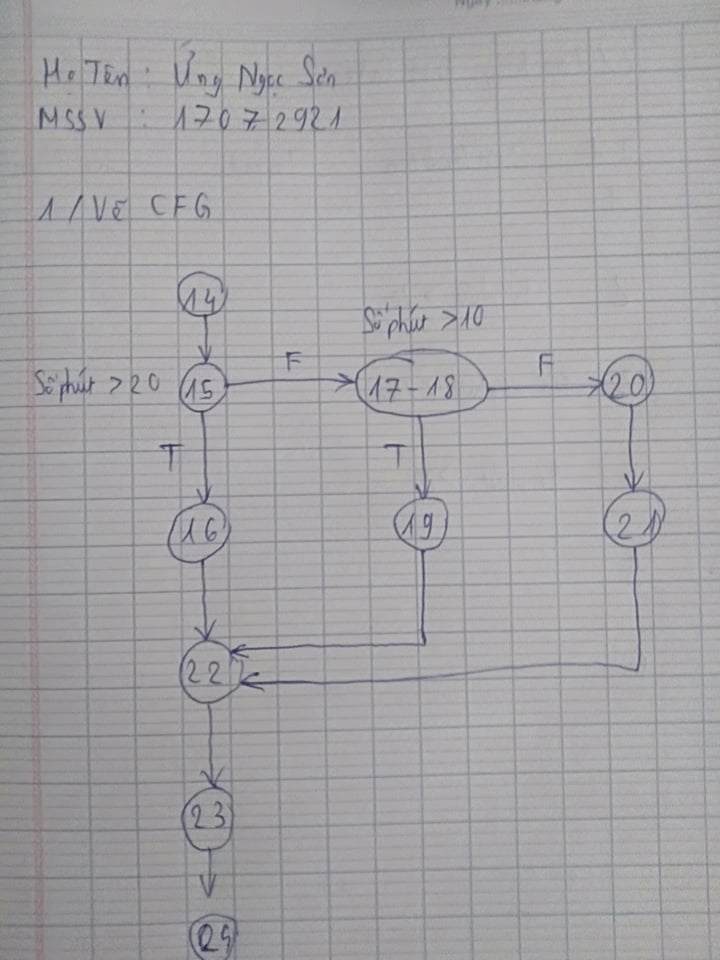 Họ Tên : Ứng Ngọc Sơn
MSSV : 17072921
1/ Vẽ CFG
14
Số phút >10
Số phút >20 15 F 17-18 F 20
T T
16 19 21
22
23